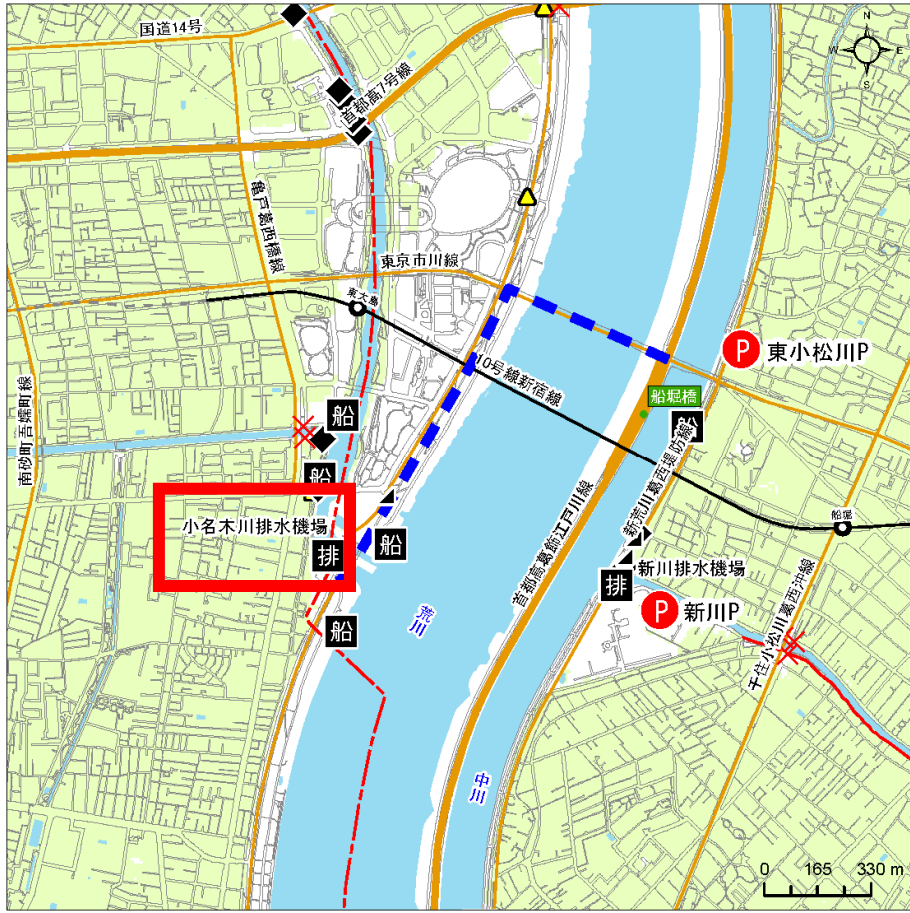 国道14号
N
W
E
S
首都高7号線
亀戸葛西橋線
東京市川線
東大島
P
東小松川P
10号線新宿線
船堀橋
南砂町吾嬬町線
船
船
船
新荒川葛西堤防線
小名木川排水機場
排
船
首都高葛飾江戸川線
船堀
新川排水機場
排
荒川
P
新川P
船
千住小松川葛西沖線
中川
0 165 330 m